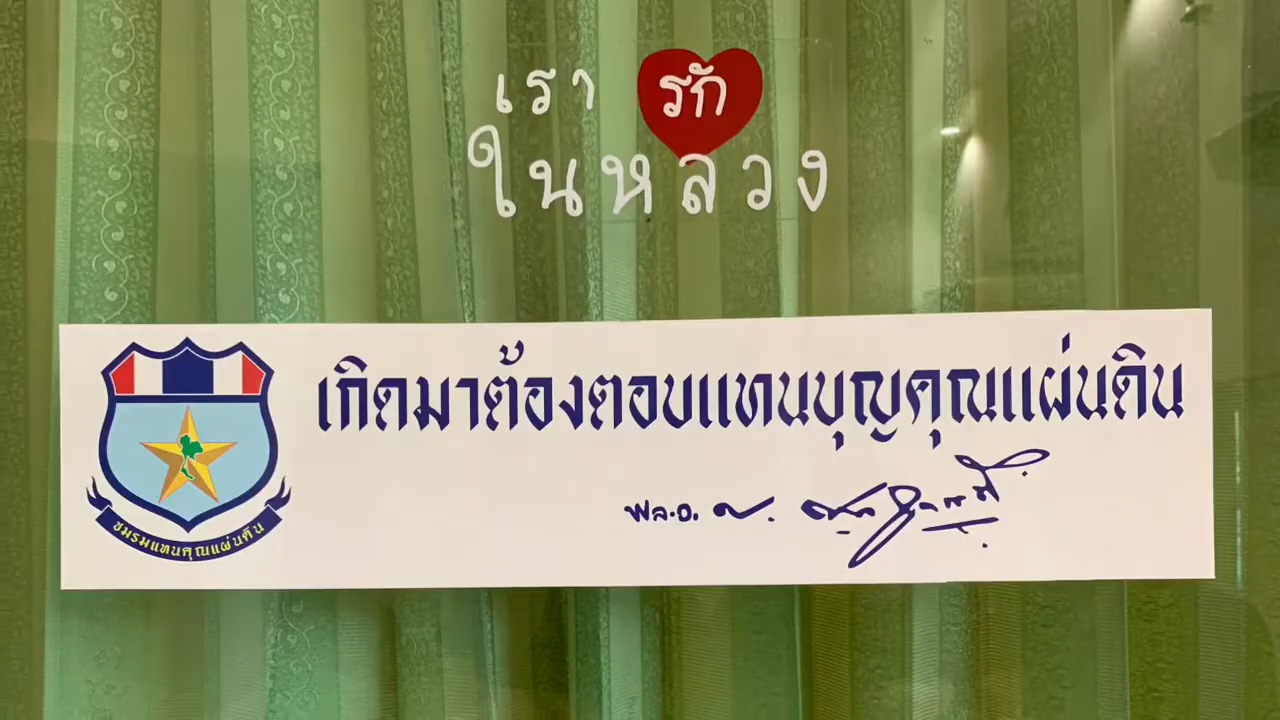 เรา รัก
ในหลวง
เกิดมาต้องตอบแทนบุญคุณแผ่นดิน
พล.อ. ป.
ชมรมแทนคุณแผ่นดิน